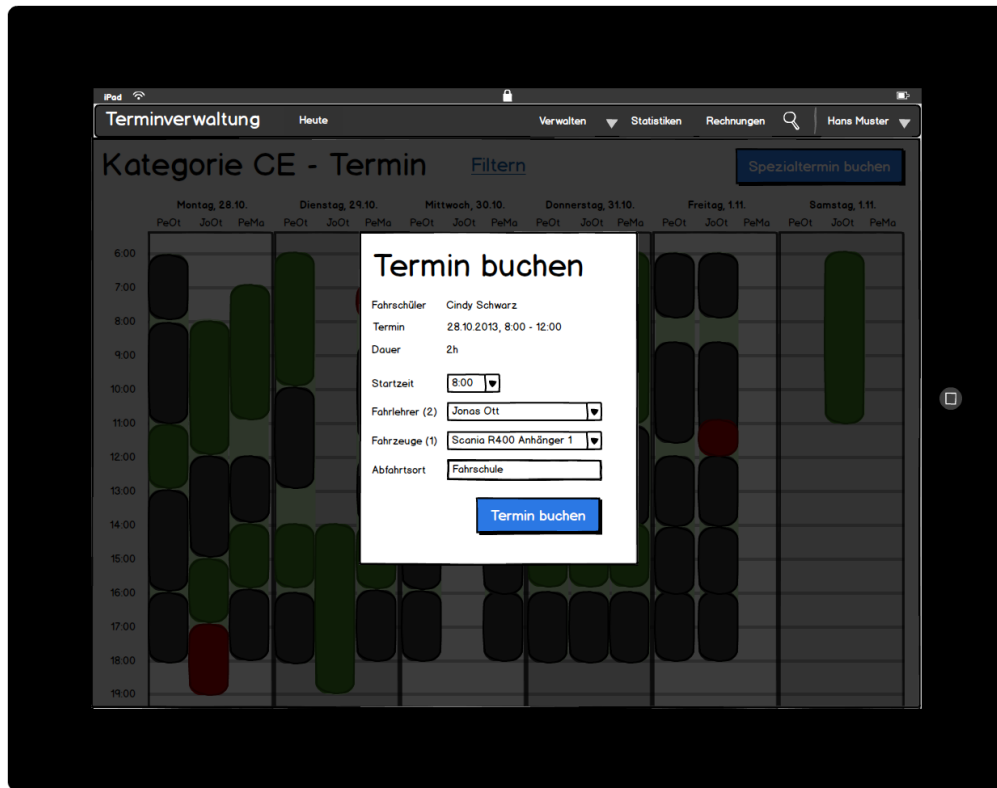 iPad
Terminverwaltung Heute Verwalten Statistiken Rechnungen Hans Muster
Kategorie CE - Termin Filtern Spezialtermin buchen
Montag, 28.10. Dienstag, 29.10. Mittwoch, 30.10. Donnerstag, 31.10. Freitag, 1.11. Samstag, 1.11.
PeOt JoOt PeMa PeOt JoOt PeMa PeOt JoOt PeMa PeOt JoOt PeMa PeOt JoOt PeMa PeOt JoOt PeMa
6:00
7:00
8:00
9:00
10:00
11:00
12:00
13:00
14:00
15:00
16:00
17:00
18:00
19:00
Termin buchen
Fahrschüler Cindy Schwarz
Termin 28.10.2013, 8:00 - 12:00
Dauer 2h
Startzeit 8:00
Fahrlehrer (2) Jonas Ott
Fahrzeuge (1) Scania R400 Anhänger 1
Abfahrtsort Fahrschule
Termin buchen